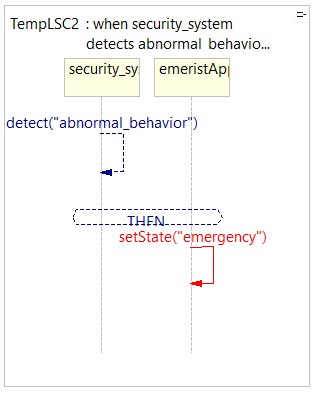 TempLSC2 : when security_system
detects abnormal behavio...
security_sy
emeristApp
detect("abnormal_behavior")
THEN
setState("emergency")